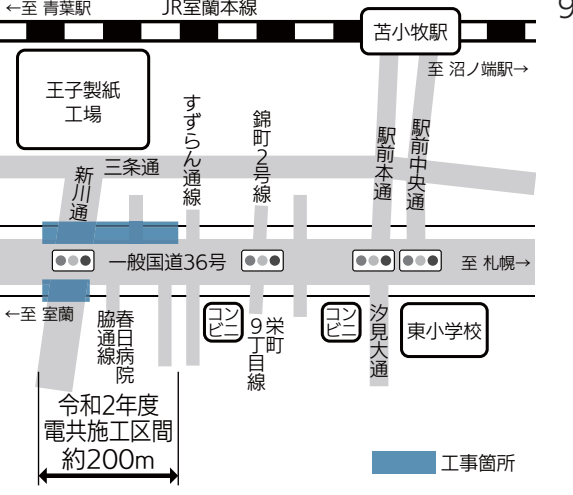 ←至 青葉駅
JR室蘭本線
9
苫小牧駅
至 沼ノ端駅→
王子製紙
工場
すずらん通線
錦町2号線
駅前本通
駅前中央通
三条通
新川通
一般国道36号
至 札幌→
←至 室蘭
春日病院
脇通線
コン
ビニ
栄町
9丁目線
コン
ビニ
汐見大通
東小学校
令和2年度
電共施工区間
約200m
工事箇所